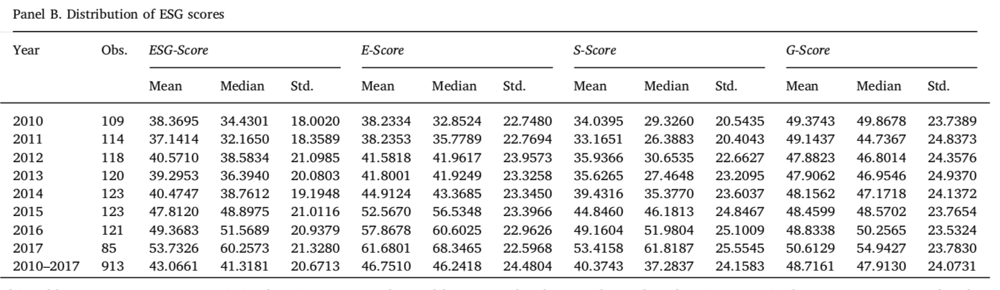 Panel B. Distribution of ESG scores
Year Obs. ESG-Score E-Score S-Score G-Score
Mean Median Std. Mean Median Std. Mean Median Std. Mean Median Std.
2010 109 38.3695 34.4301 18.0020 38.2334 32.8524 22.7480 34.0395 29.3260 20.5435 49.3743 49.8678 23.7389
2011 114 37.1414 32.1650 18.3589 38.2353 35.7789 22.7694 33.1651 26.3883 20.4043 49.1437 44.7367 24.8373
2012 118 40.5710 38.5834 21.0985 41.5818 41.9617 23.9573 35.9366 30.6535 22.6627 47.8823 46.8014 24.3576
2013 120 39.2953 36.3940 20.0803 41.8001 41.9249 23.3258 35.6265 27.4648 23.2095 47.9062 46.9546 24.9370
2014 123 40.4747 38.7612 19.1948 44.9124 43.3685 23.3450 39.4316 35.3770 23.6037 48.1562 47.1718 24.1372
2015 123 47.8120 48.8975 21.0116 52.5670 56.5348 23.3966 44.8460 46.1813 24.8467 48.4599 48.5702 23.7654
2016 121 49.3683 51.5689 20.9379 57.8678 60.6025 22.9626 49.1604 51.9804 25.1009 48.8338 50.2565 23.5324
2017 85 53.7326 60.2573 21.3280 61.6801 68.3465 22.5968 53.4158 61.8187 25.5545 50.6129 54.9427 23.7830
2010–2017 913 43.0661 41.3181 20.6713 46.7510 46.2418 24.4804 40.3743 37.2837 24.1583 48.7161 47.9130 24.0731